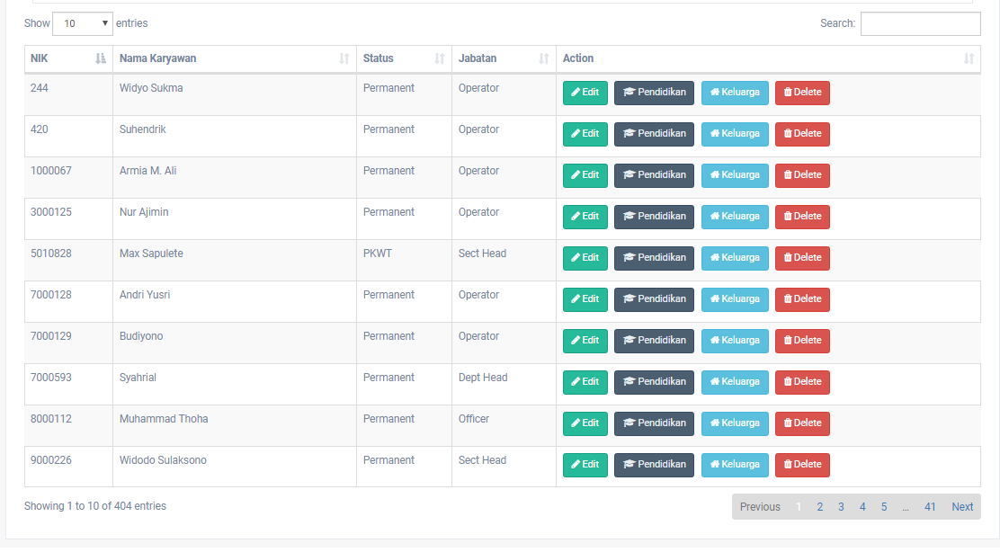 Show 10 entries Search:
NIK Nama Karyawan Status Jabatan Action
244 Widyo Sukma Permanent Operator Edit Pendidikan Keluarga Delete
420 Suhendrik Permanent Operator Edit Pendidikan Keluarga Delete
1000067 Armia M. Ali Permanent Operator Edit Pendidikan Keluarga Delete
3000125 Nur Ajimin Permanent Operator Edit Pendidikan Keluarga Delete
5010828 Max Sapulete PKWT Sect Head Edit Pendidikan Keluarga Delete
7000128 Andri Yusri Permanent Operator Edit Pendidikan Keluarga Delete
7000129 Budiyono Permanent Operator Edit Pendidikan Keluarga Delete
7000593 Syahrial Permanent Dept Head Edit Pendidikan Keluarga Delete
8000112 Muhammad Thoha Permanent Officer Edit Pendidikan Keluarga Delete
9000226 Widodo Sulaksono Permanent Sect Head Edit Pendidikan Keluarga Delete
Showing 1 to 10 of 404 entries Previous 1 2 3 4 5 ... 41 Next